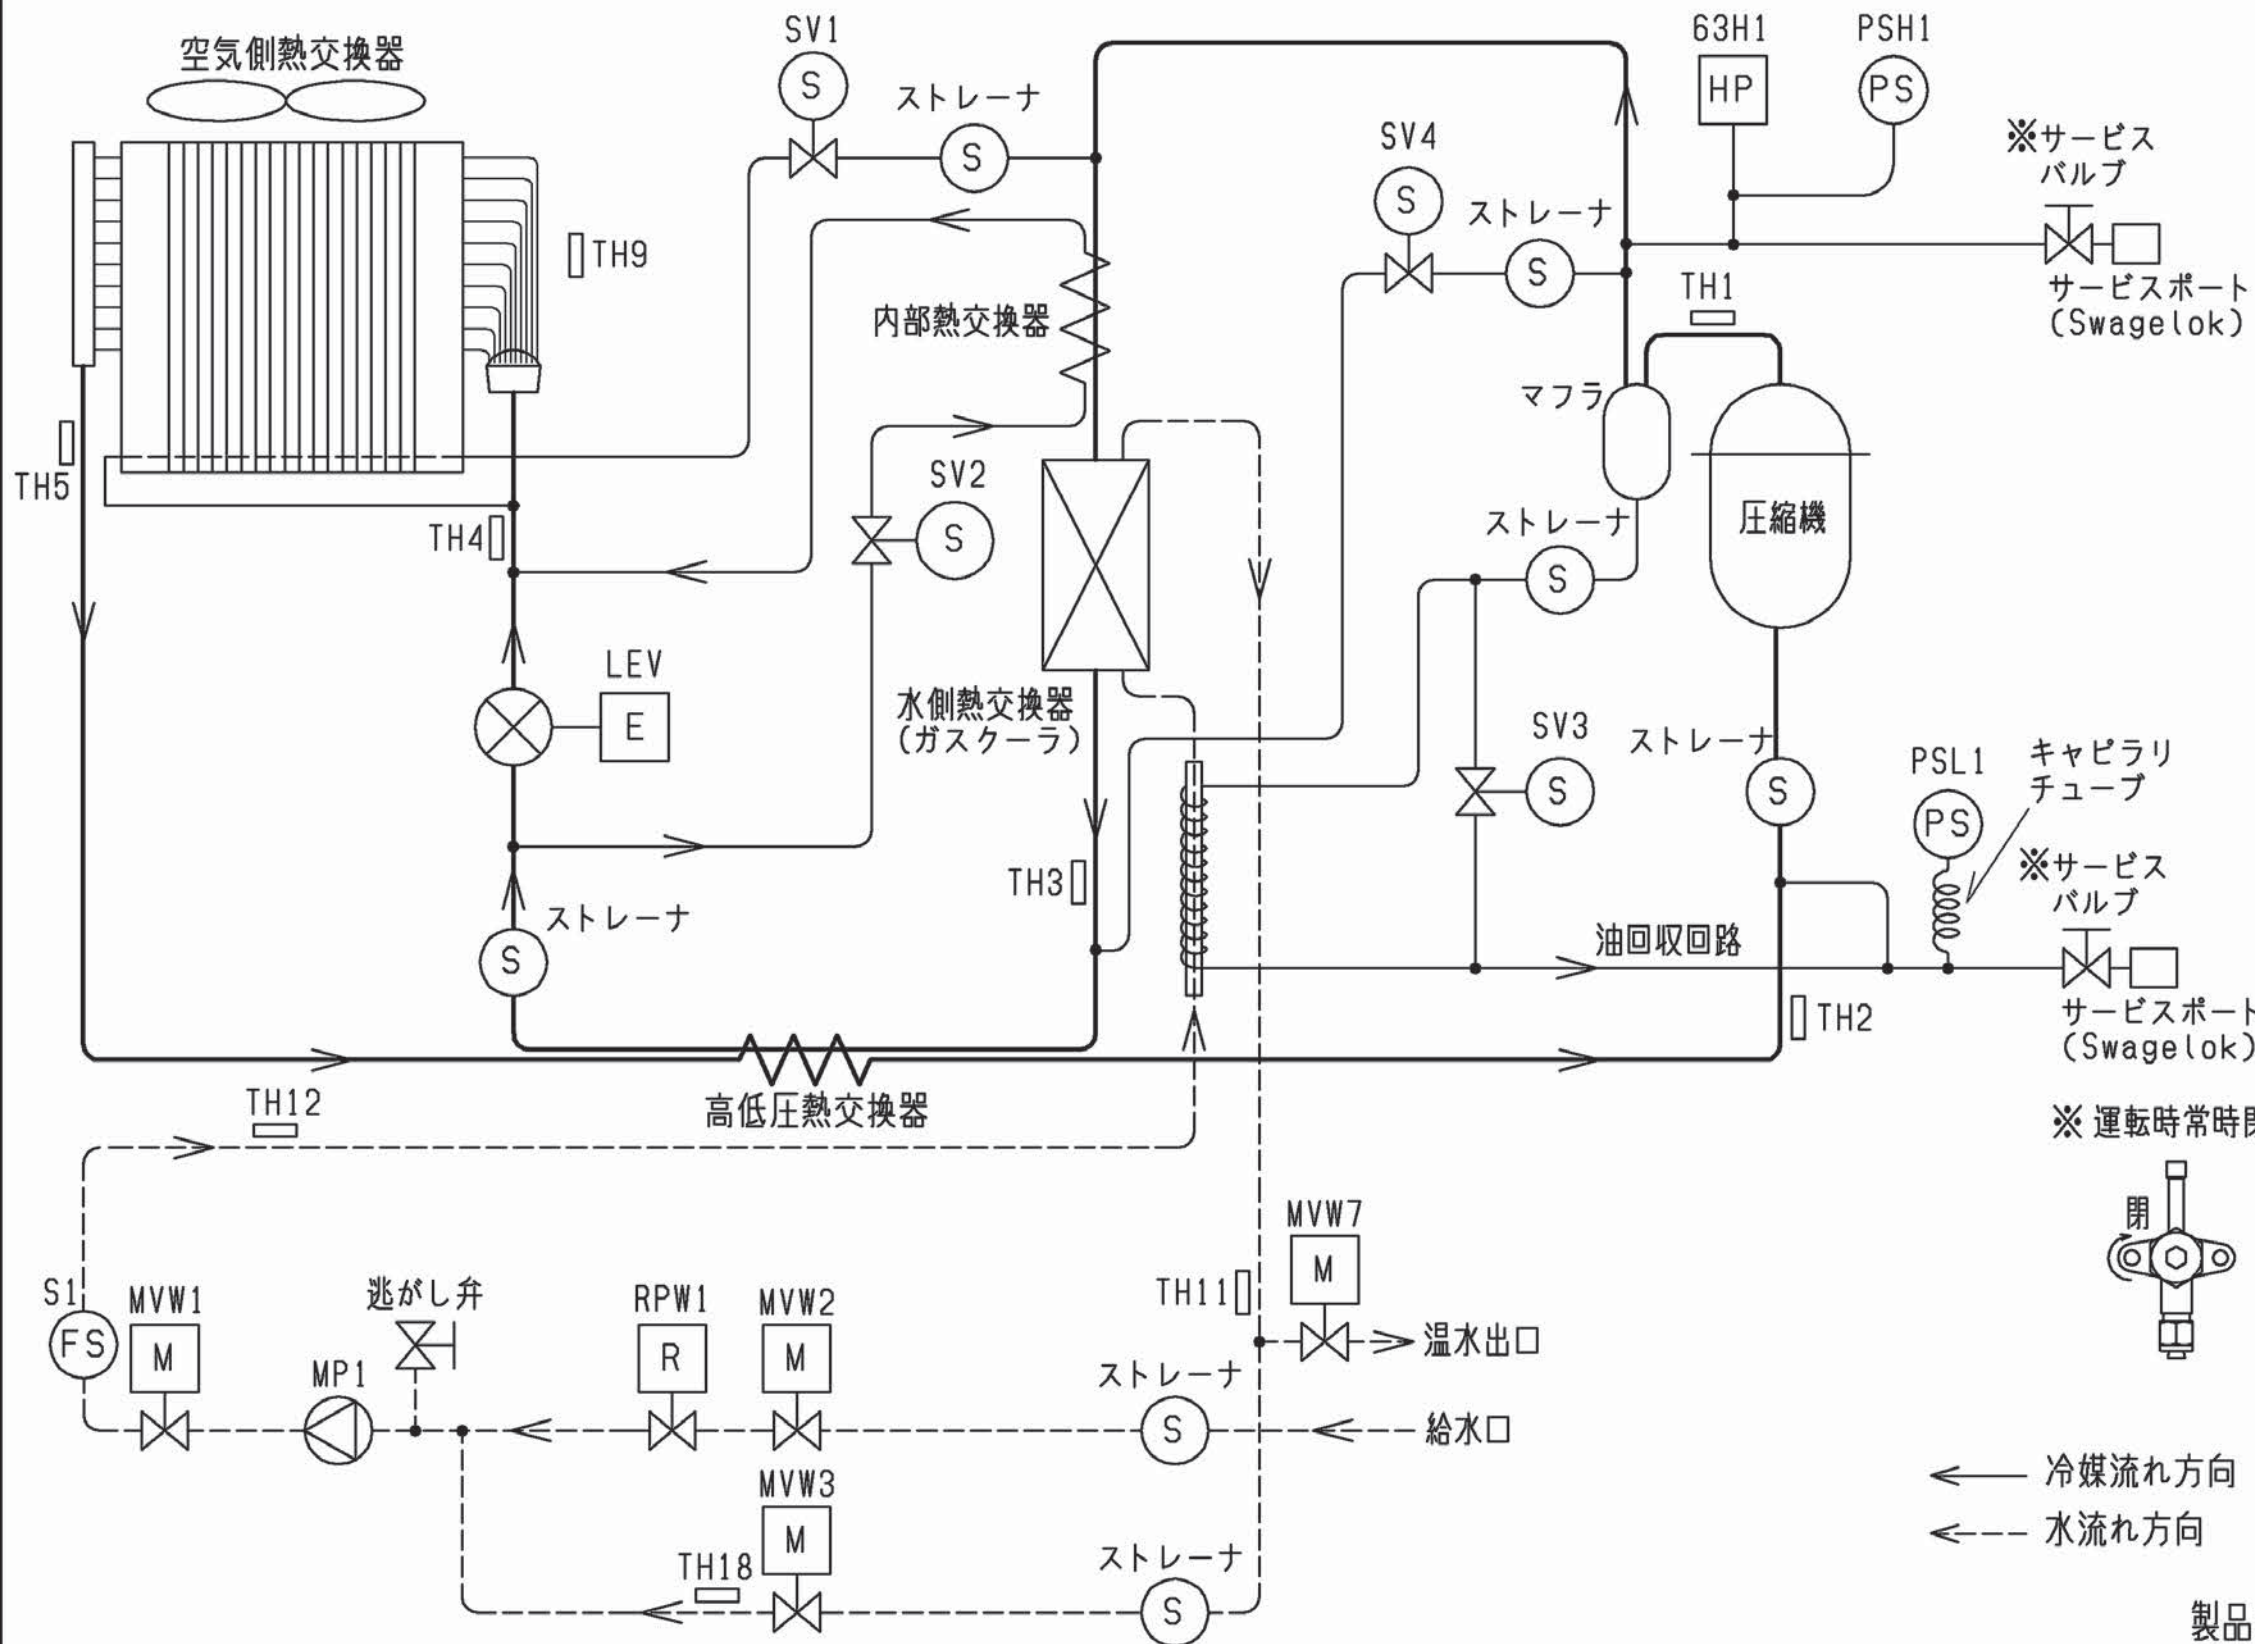 空気側熱交換器
SV1
S
ストレーナ
S
63H1
HP
PSH1
PS
SV4
S
ストレーナ
S
※サービス
バルブ
サービスポート
(Swagelok)
TH9
TH1
内部熱交換器
マフラ
圧縮機
TH5
TH4
SV2
S
ストレーナ
S
LEV
E
水側熱交換器
(ガスクーラ)
SV3
S
ストレーナ
S
PSL1
PS
キャピラリ
チューブ
※サービス
バルブ
サービスポート
(Swagelok)
TH3
ストレーナ
S
油回収回路
TH2
高低圧熱交換器
TH12
※ 運転時常時閉
閉
S1
FS
MVW1
M
逃がし弁
MP1
RPW1
R
MVW2
M
TH11
MVW7
M
温水出口
ストレーナ
S
給水口
MVW3
M
TH18
ストレーナ
S
冷媒流れ方向
水流れ方向
製品